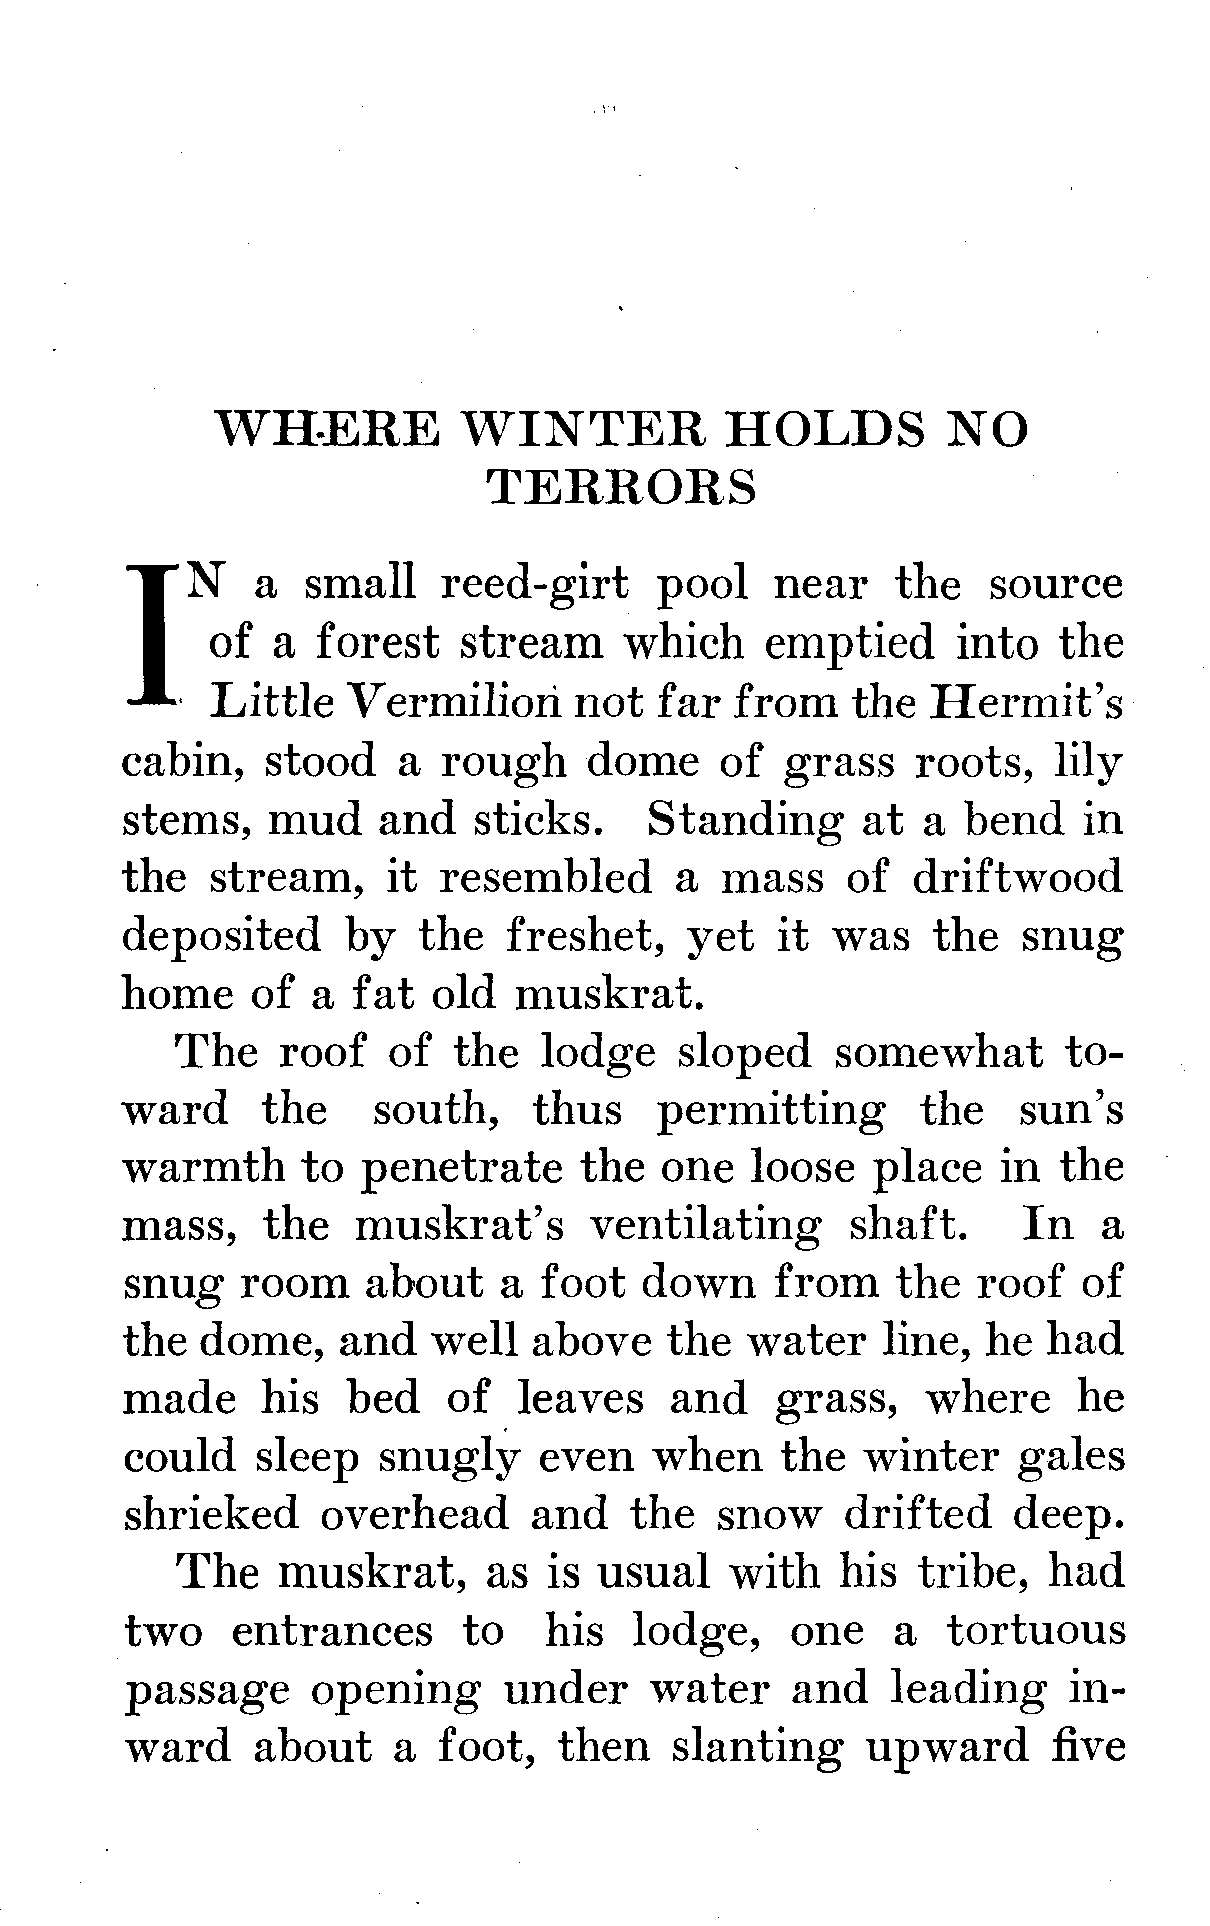 WHERE WINTER HOLDS NO
TERRORS
IN a small reed-girt pool near the source
of a forest stream which emptied into the
Little Vermilion not far from the Hermit's
cabin, stood a rough dome of grass roots, lily
stems, mud and sticks. Standing at a bend in
the stream, it resembled a mass of driftwood
deposited by the freshet, yet it was the snug
home of a fat old muskrat.
The roof of the lodge sloped somewhat to-
ward the south, thus permitting the sun's
warmth to penetrate the one loose place in the
mass, the muskrat's ventilating shaft. In a
snug room about a foot down from the roof of
the dome, and well above the water line, he had
made his bed of leaves and grass, where he
could sleep snugly even when the winter gales
shrieked overhead and the snow drifted deep.
The muskrat, as is usual with his tribe, had
two entrances to his lodge, one a tortuous
passage opening under water and leading in-
ward about a foot, then slanting upward five